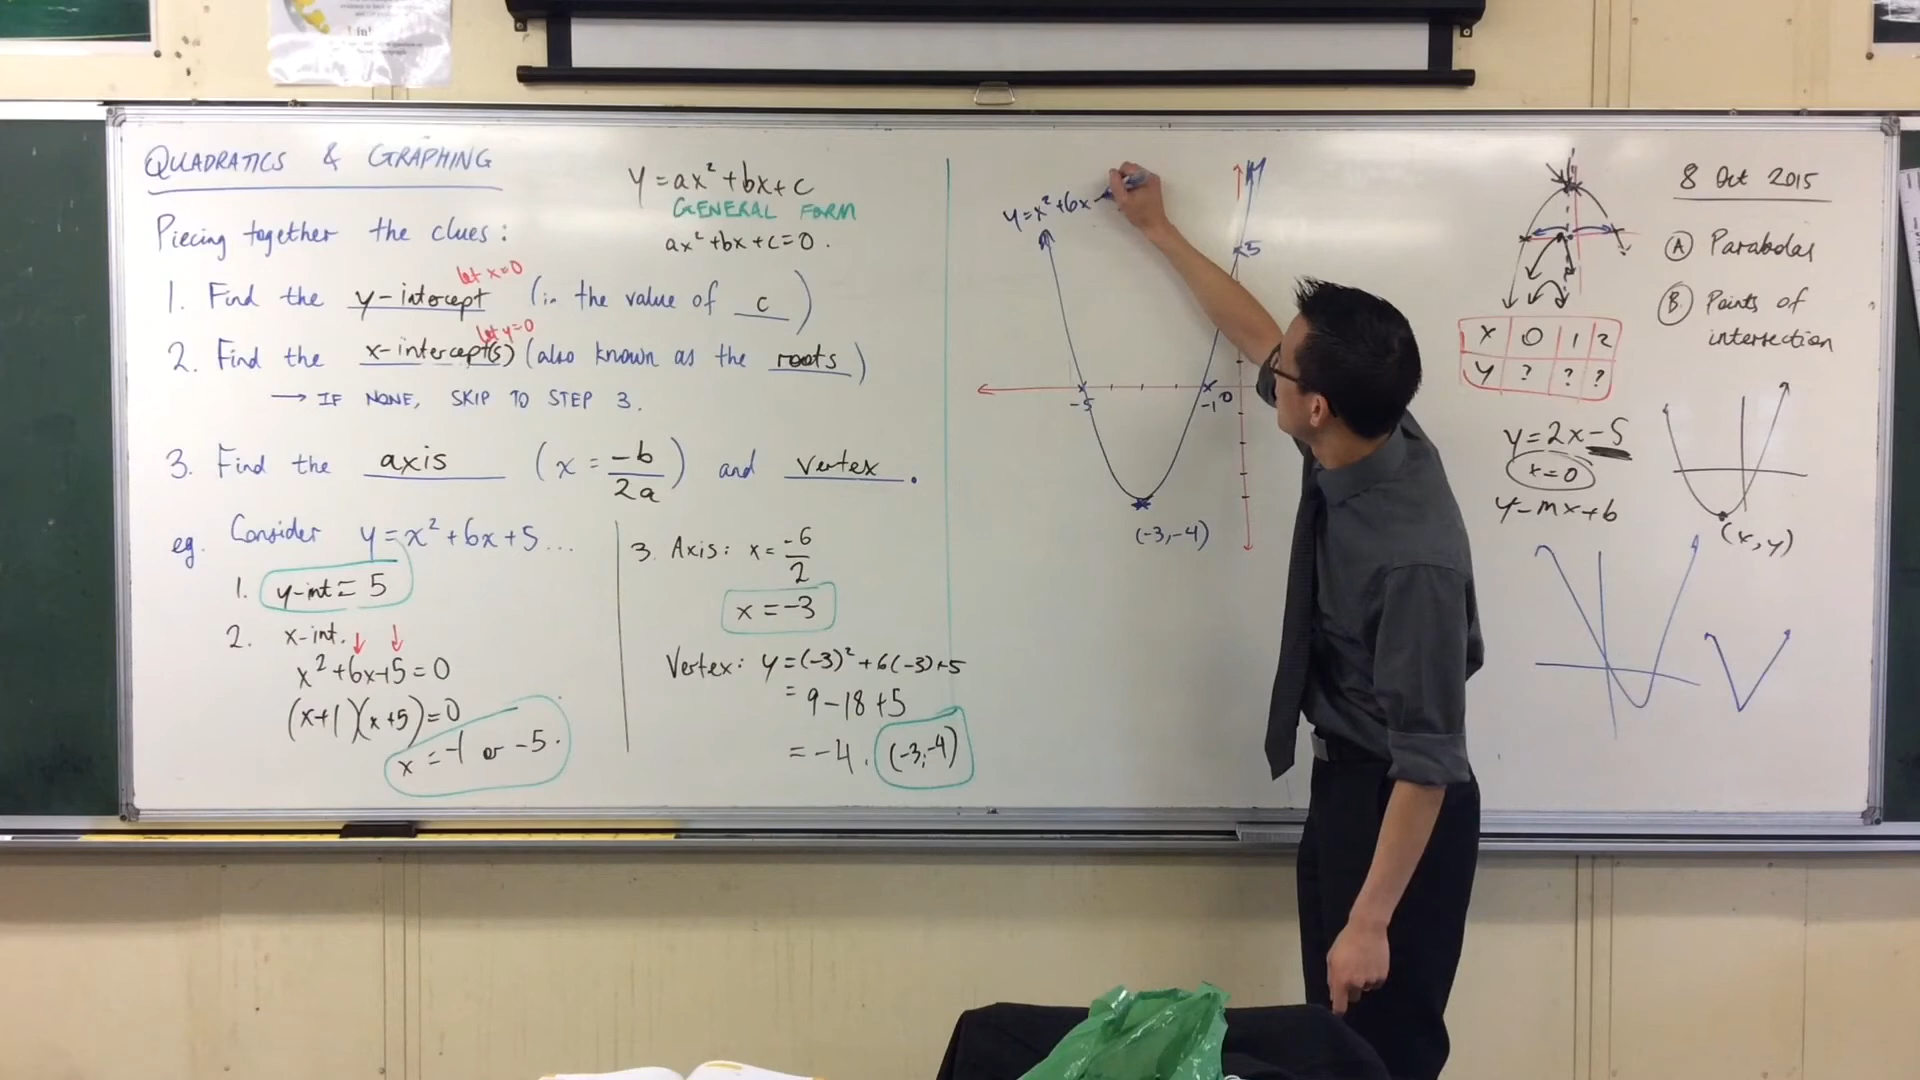 QUADRATICS & GRAPHING
Piecing together the clues:
y=ax²+bx+c
GENERAL FORM
ax²+bx+c=0.
let x=0
1. Find the y-intercept (in the value of c)
let y=0
2. Find the x-intercept(s) (also known as the roots)
→ IF NONE, SKIP TO STEP 3.
3. Find the axis (x = -b/2a) and vertex.
eg. Consider y=x²+6x+5...
1. y-int = 5
2. x-int.
x²+6x+5=0
(x+1)(x+5)=0
x=-1 or -5.
3. Axis: x = -6/2
x = -3
Vertex: y=(-3)²+6(-3)+5
= 9-18+5
= -4. (-3,-4)
y=x²+6x
5
-5
-1
0
(-3,-4)
8 Oct 2015
Ⓐ Parabolas
Ⓑ Points of
intersection
x 0 1 2
y ? ? ?
y=2x-5
x=0
y=mx+b
(x,y)